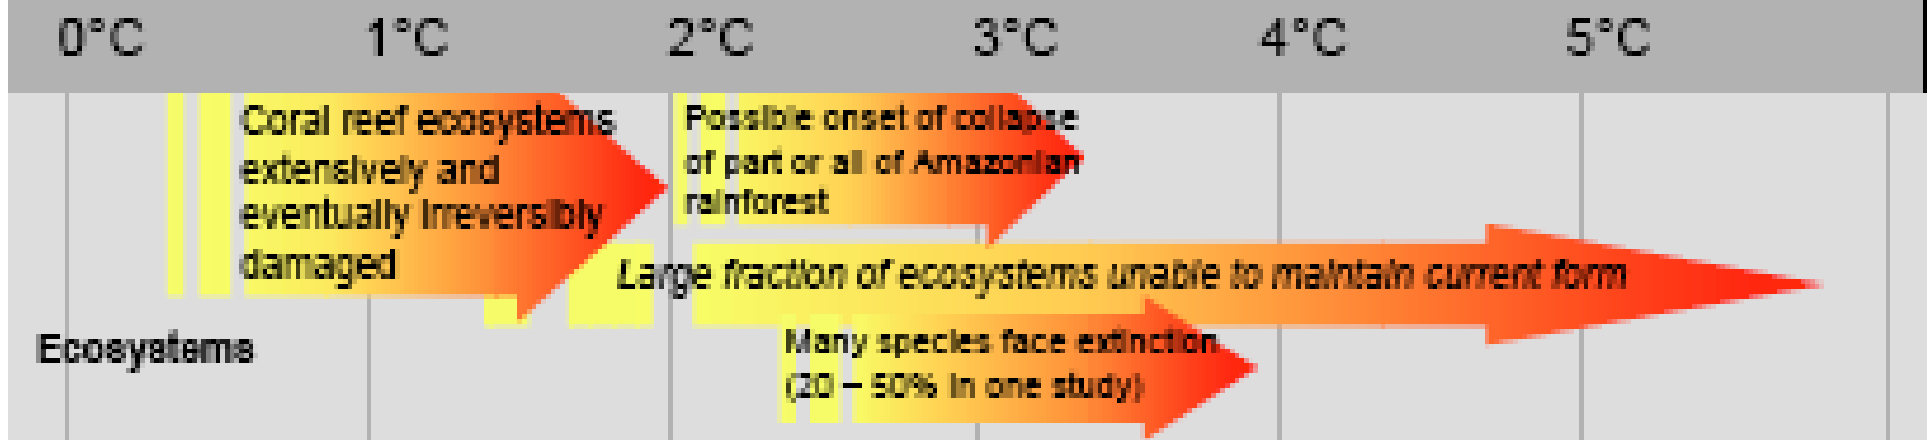 0°C 1°C 2°C 3°C 4°C 5°C
Coral reef ecosystems
extensively and
eventually irreversibly
damaged
Possible onset of collapse
of part or all of Amazonian
rainforest
Large fraction of ecosystems unable to maintain current form
Many species face extinction
(20 – 50% in one study)
Ecosystems